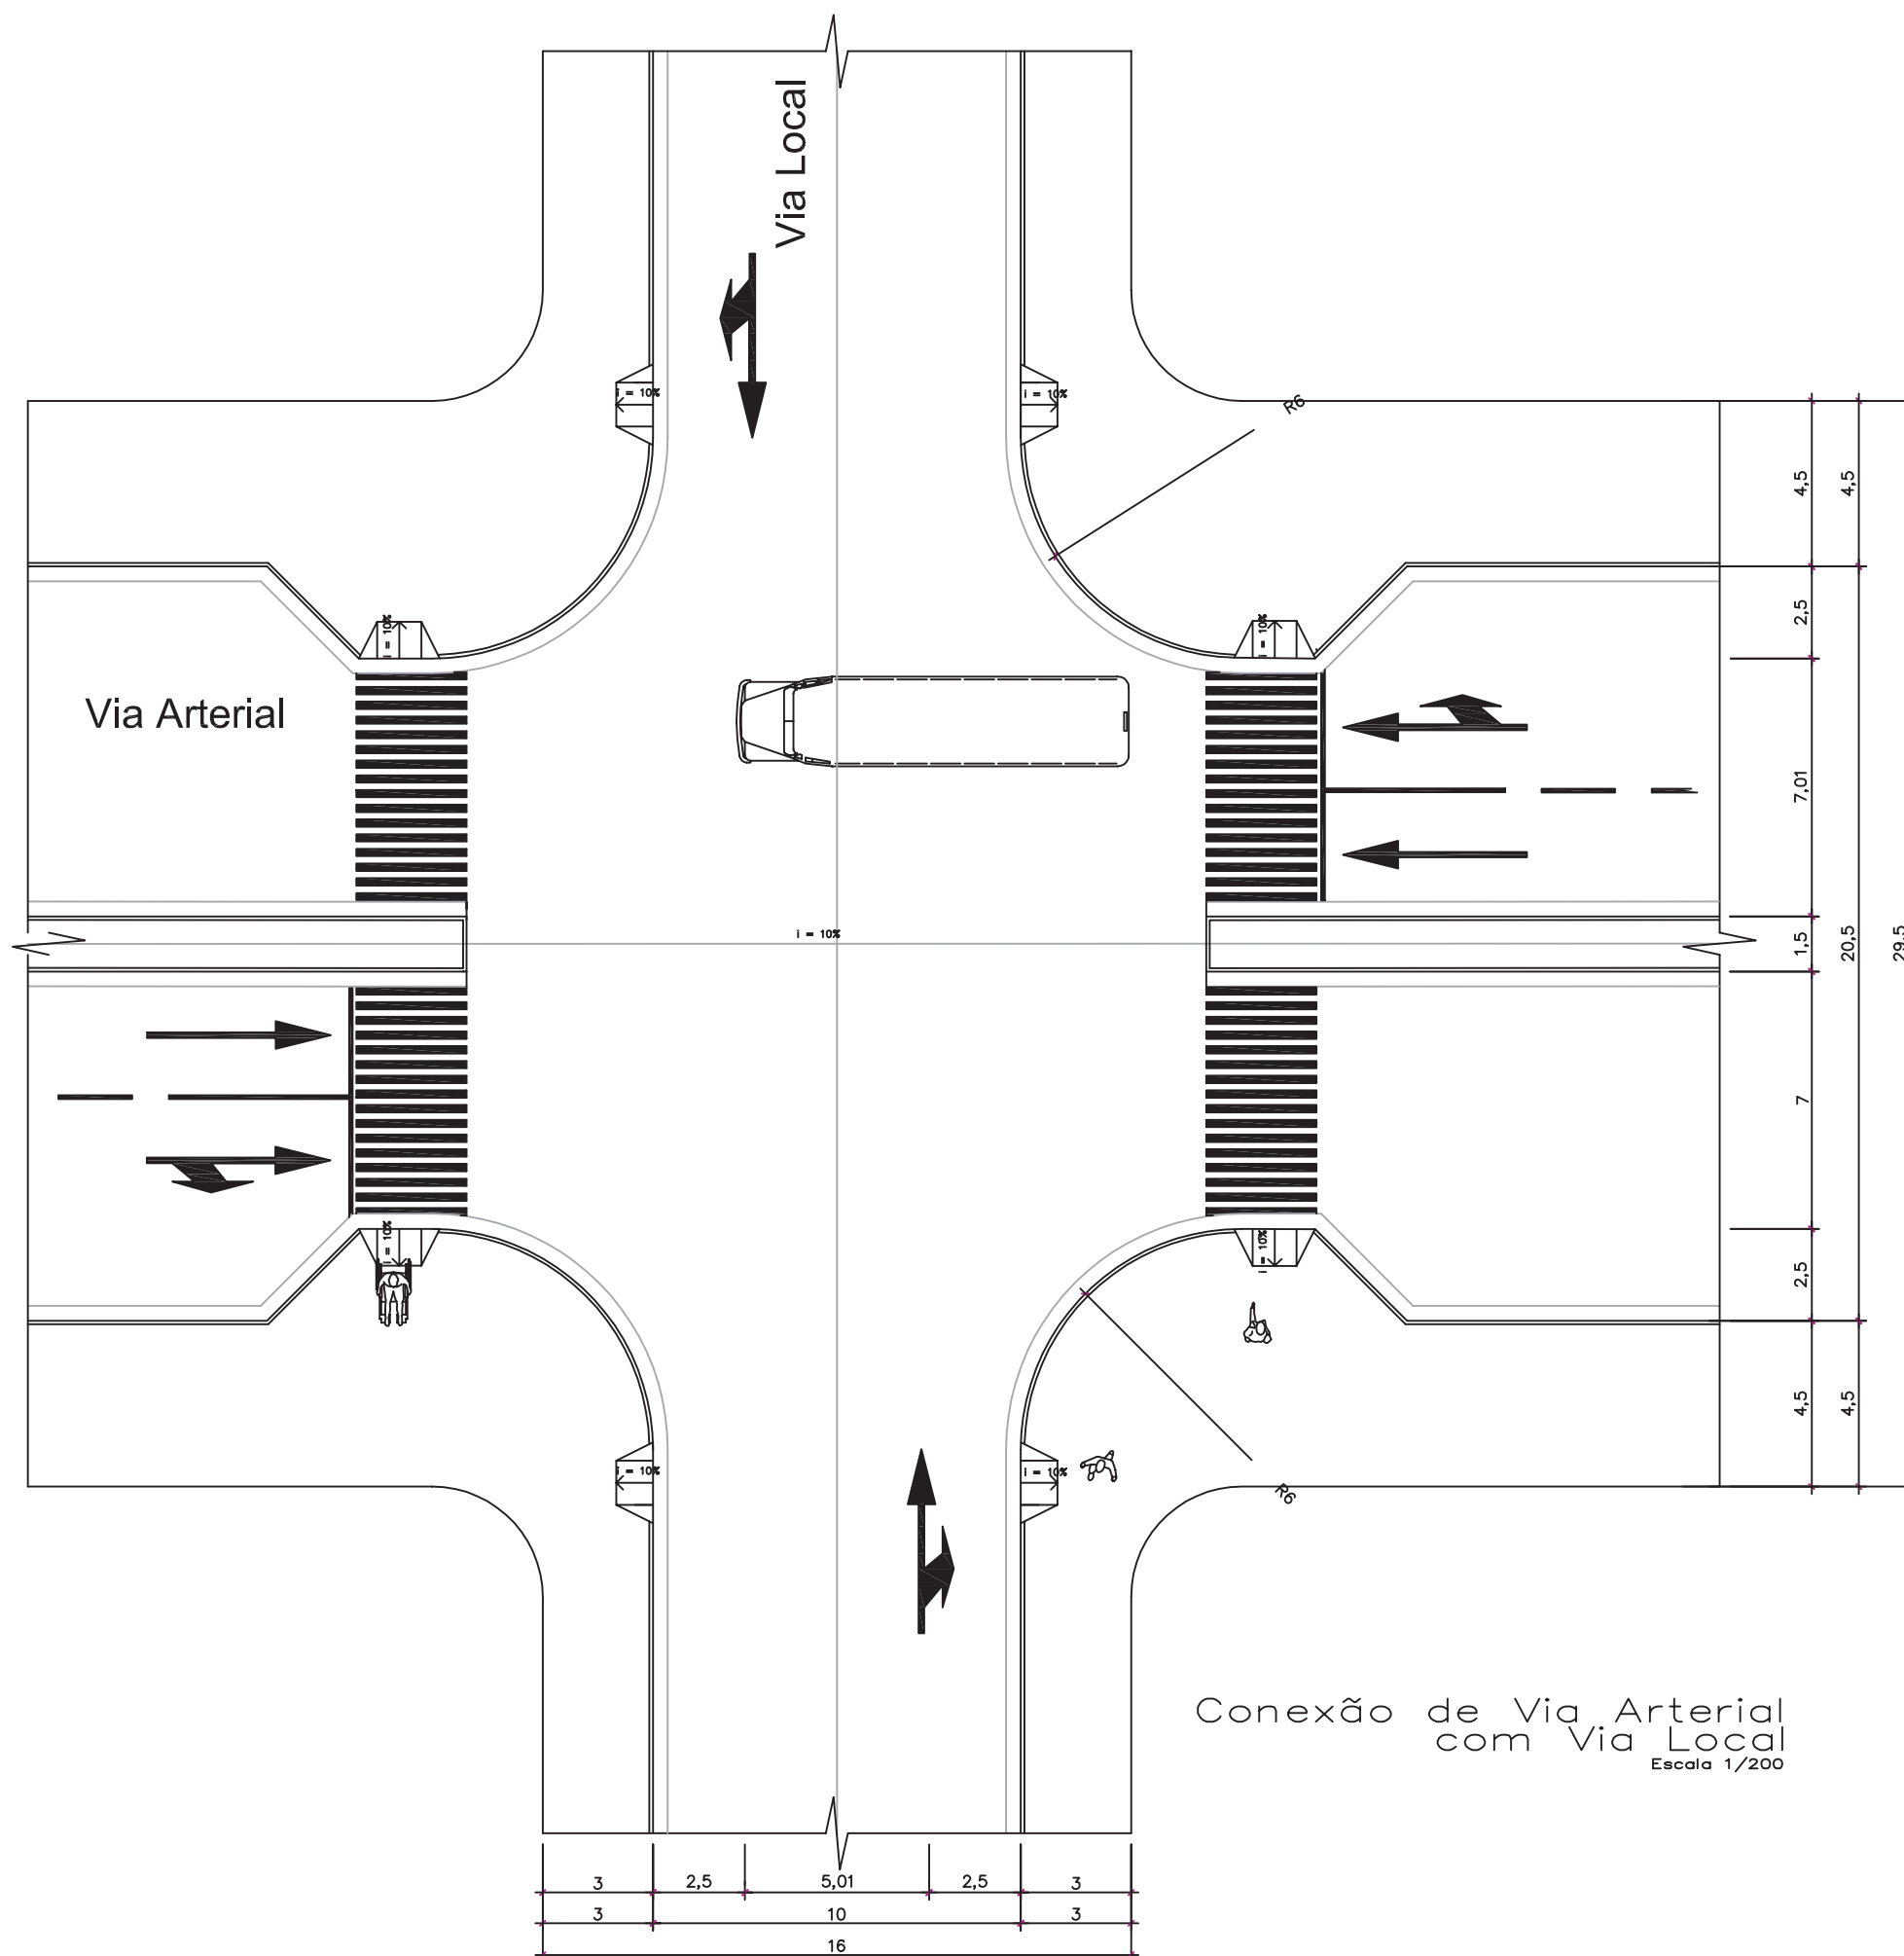 Via Local
i = 10%
i = 10%
R6
4,5
4,5
i = 10%
i = 10%
2,5
Via Arterial
7,01
i = 10%
1,5
20,5
29,5
7
i = 10%
i = 10%
2,5
4,5
4,5
i = 10%
i = 10%
R6
Conexão de Via Arterial
com Via Local
Escala 1/200
3
2,5
5,01
2,5
3
3
10
3
16